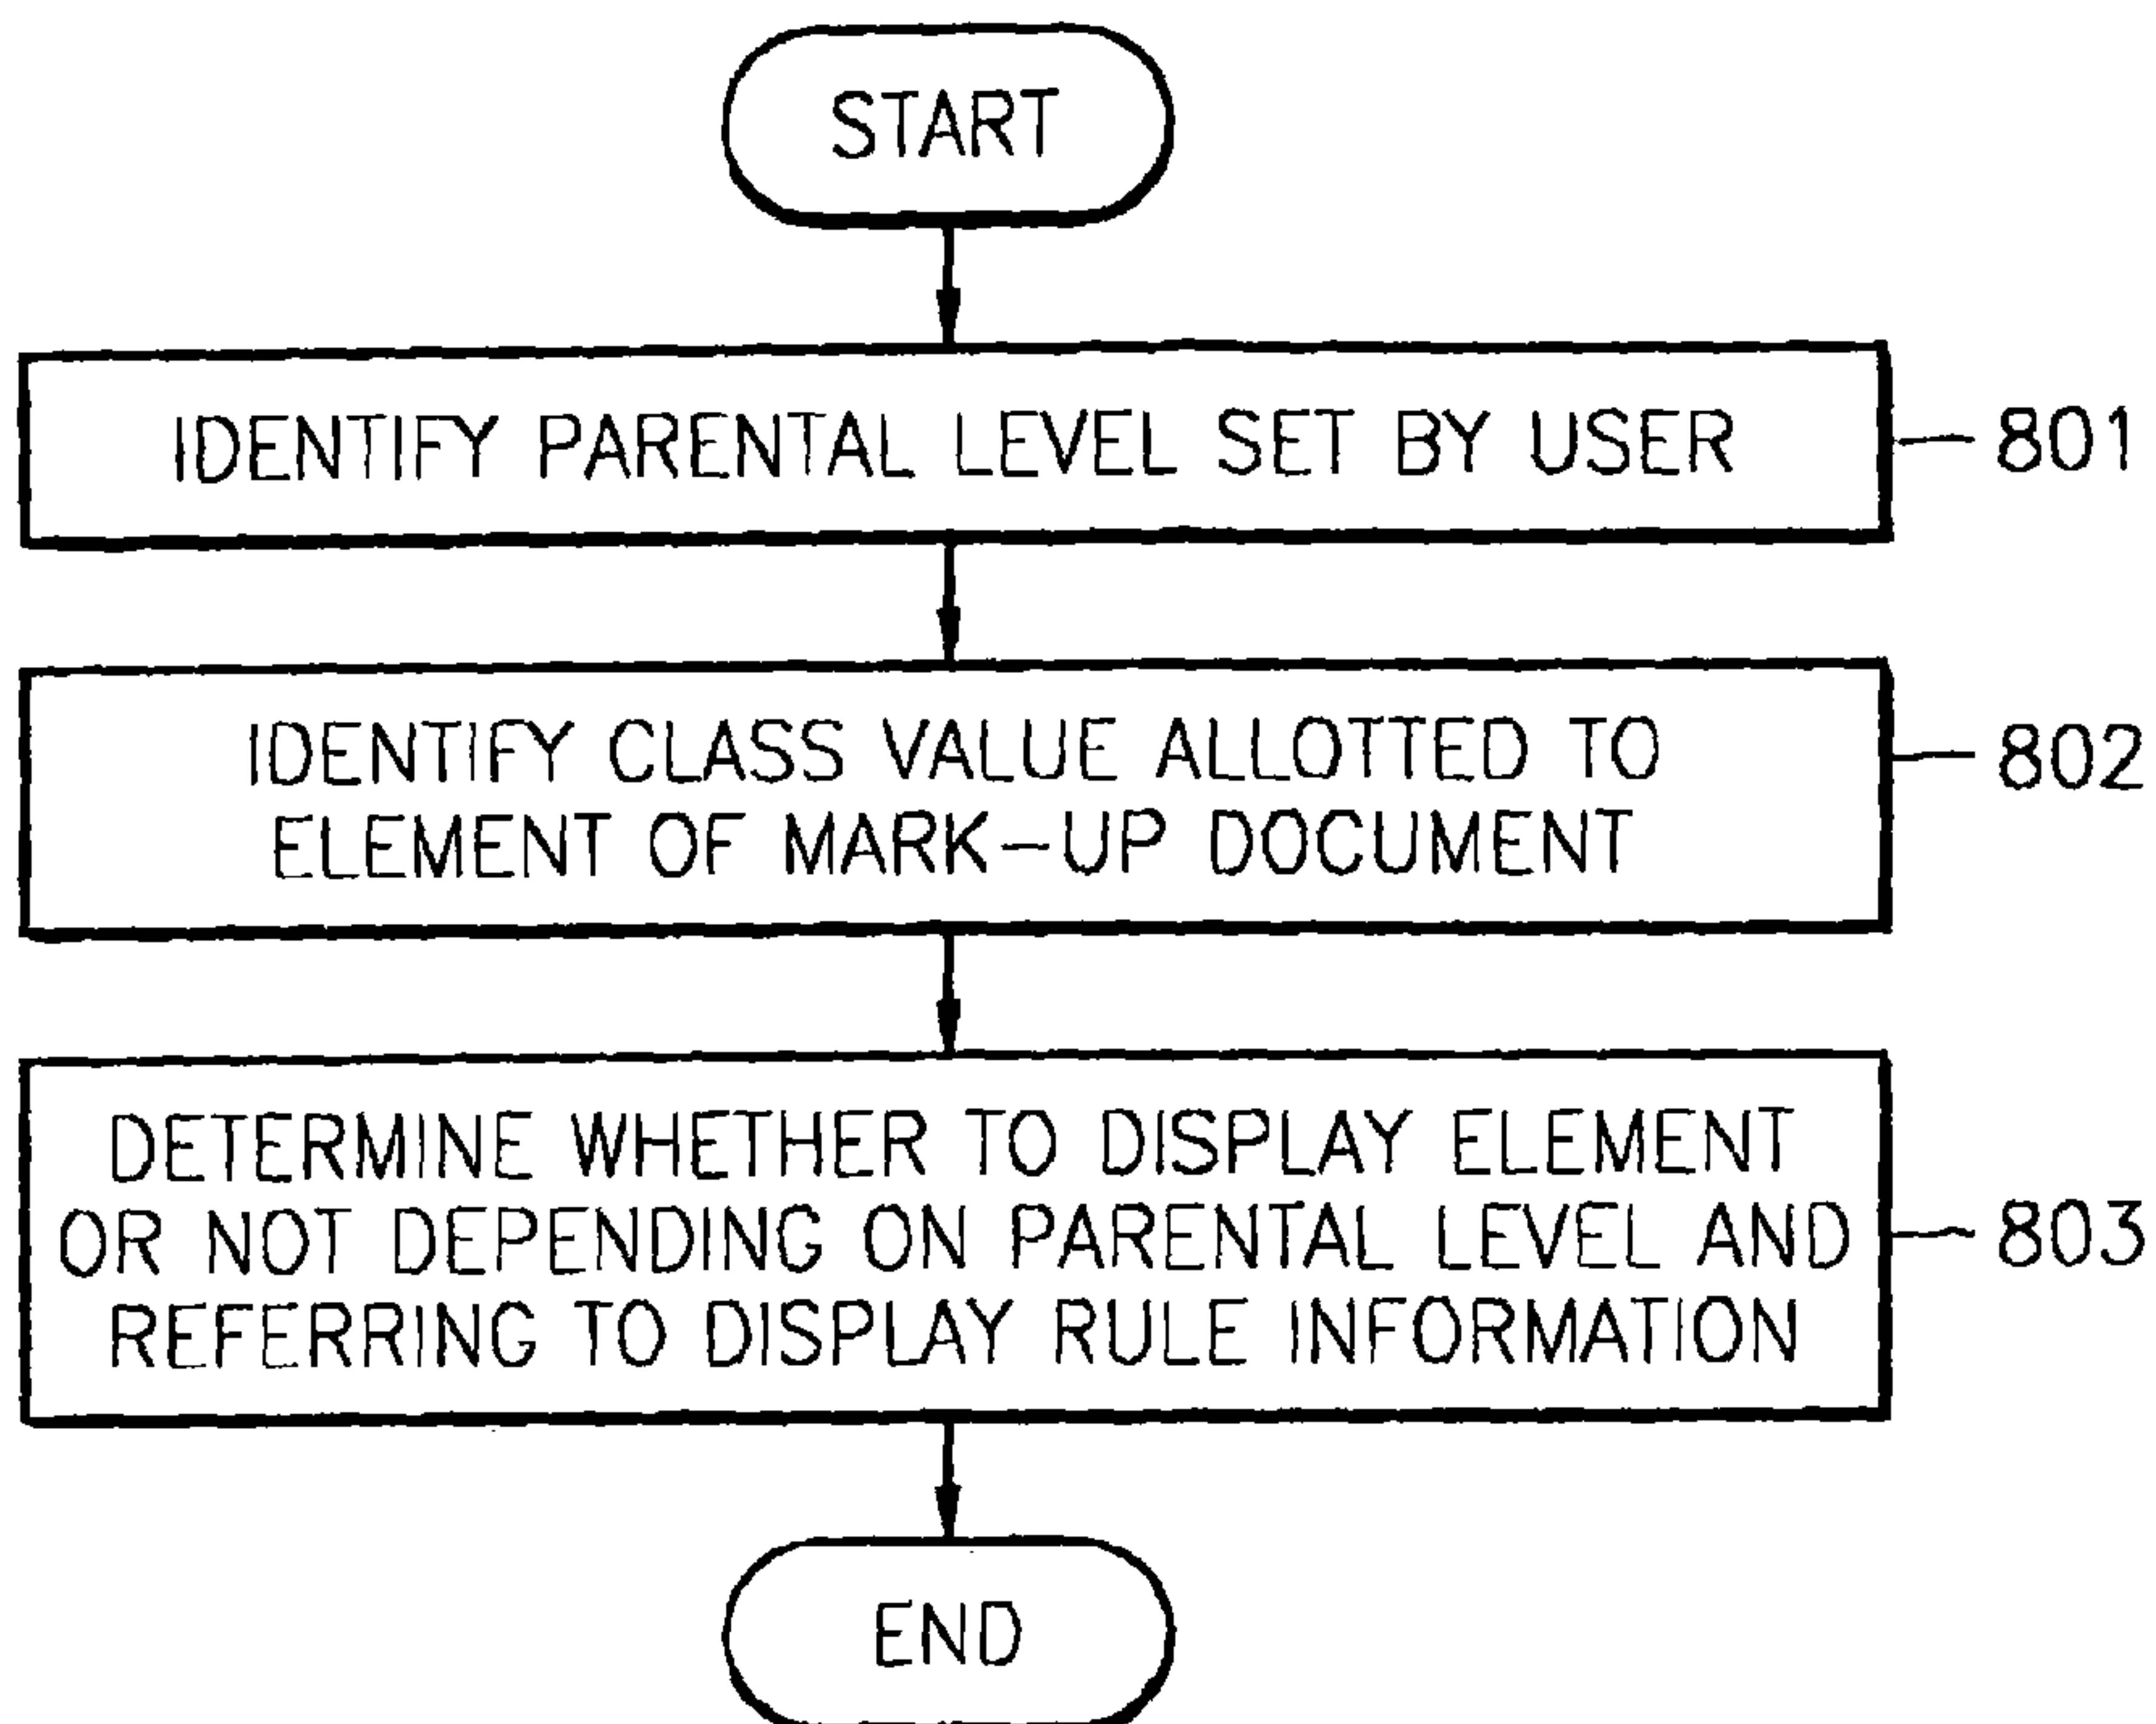 START
IDENTIFY PARENTAL LEVEL SET BY USER
801
IDENTIFY CLASS VALUE ALLOTTED TO
ELEMENT OF MARK-UP DOCUMENT
802
DETERMINE WHETHER TO DISPLAY ELEMENT
OR NOT DEPENDING ON PARENTAL LEVEL AND
REFERRING TO DISPLAY RULE INFORMATION
803
END